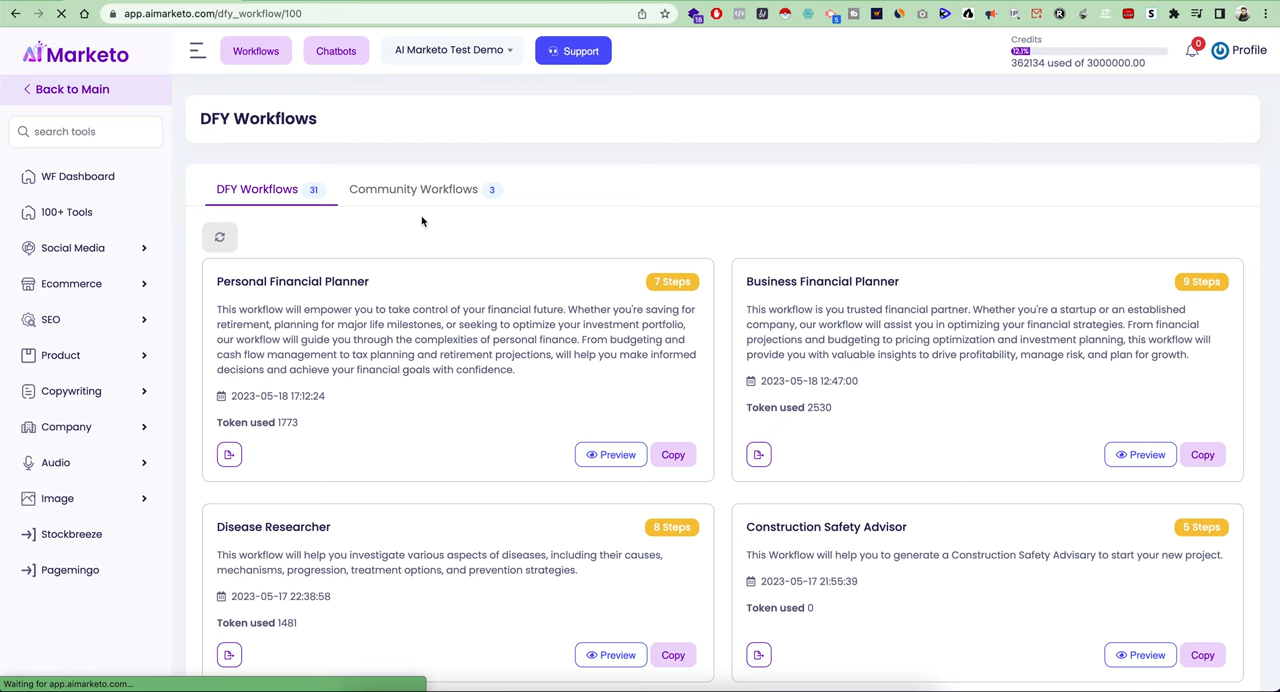 app.aimarketo.com/dfy_workflow/100
18
5
AiMarketo
Workflows
Chatbots
AI Marketo Test Demo
Support
Credits
12.1%
362134 used of 3000000.00
0
Profile
Back to Main
search tools
WF Dashboard
100+ Tools
Social Media
Ecommerce
SEO
Product
Copywriting
Company
Audio
Image
Stockbreeze
Pagemingo
DFY Workflows
DFY Workflows 31
Community Workflows 3
Personal Financial Planner
7 Steps
This workflow will empower you to take control of your financial future. Whether you're saving for
retirement, planning for major life milestones, or seeking to optimize your investment portfolio,
our workflow will guide you through the complexities of personal finance. From budgeting and
cash flow management to tax planning and retirement projections, will help you make informed
decisions and achieve your financial goals with confidence.
2023-05-18 17:12:24
Token used 1773
Preview
Copy
Business Financial Planner
9 Steps
This workflow is you trusted financial partner. Whether you're a startup or an established
company, our workflow will assist you in optimizing your financial strategies. From financial
projections and budgeting to pricing optimization and investment planning, this workflow will
provide you with valuable insights to drive profitability, manage risk, and plan for growth.
2023-05-18 12:47:00
Token used 2530
Preview
Copy
Disease Researcher
8 Steps
This workflow will help you investigate various aspects of diseases, including their causes,
mechanisms, progression, treatment options, and prevention strategies.
2023-05-17 22:38:58
Token used 1481
Preview
Copy
Construction Safety Advisor
5 Steps
This Workflow will help you to generate a Construction Safety Advisary to start your new project.
2023-05-17 21:55:39
Token used 0
Preview
Copy
Waiting for app.aimarketo.com...